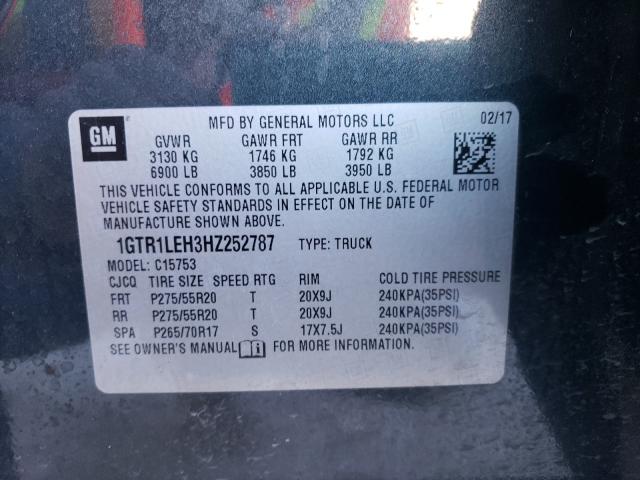 GM
MFD BY GENERAL MOTORS LLC 02/17
GVWR GAWR FRT GAWR RR
3130 KG 1746 KG 1792 KG
6900 LB 3850 LB 3950 LB
THIS VEHICLE CONFORMS TO ALL APPLICABLE U.S. FEDERAL MOTOR
VEHICLE SAFETY STANDARDS IN EFFECT ON THE DATE OF
MANUFACTURE SHOWN ABOVE.
1GTR1LEH3HZ252787 TYPE: TRUCK
MODEL: C15753
CJCQ TIRE SIZE SPEED RTG RIM COLD TIRE PRESSURE
FRT P275/55R20 T 20X9J 240KPA(35PSI)
RR P275/55R20 T 20X9J 240KPA(35PSI)
SPA P265/70R17 S 17X7.5J 240KPA(35PSI)
SEE OWNER'S MANUAL FOR MORE INFORMATION.